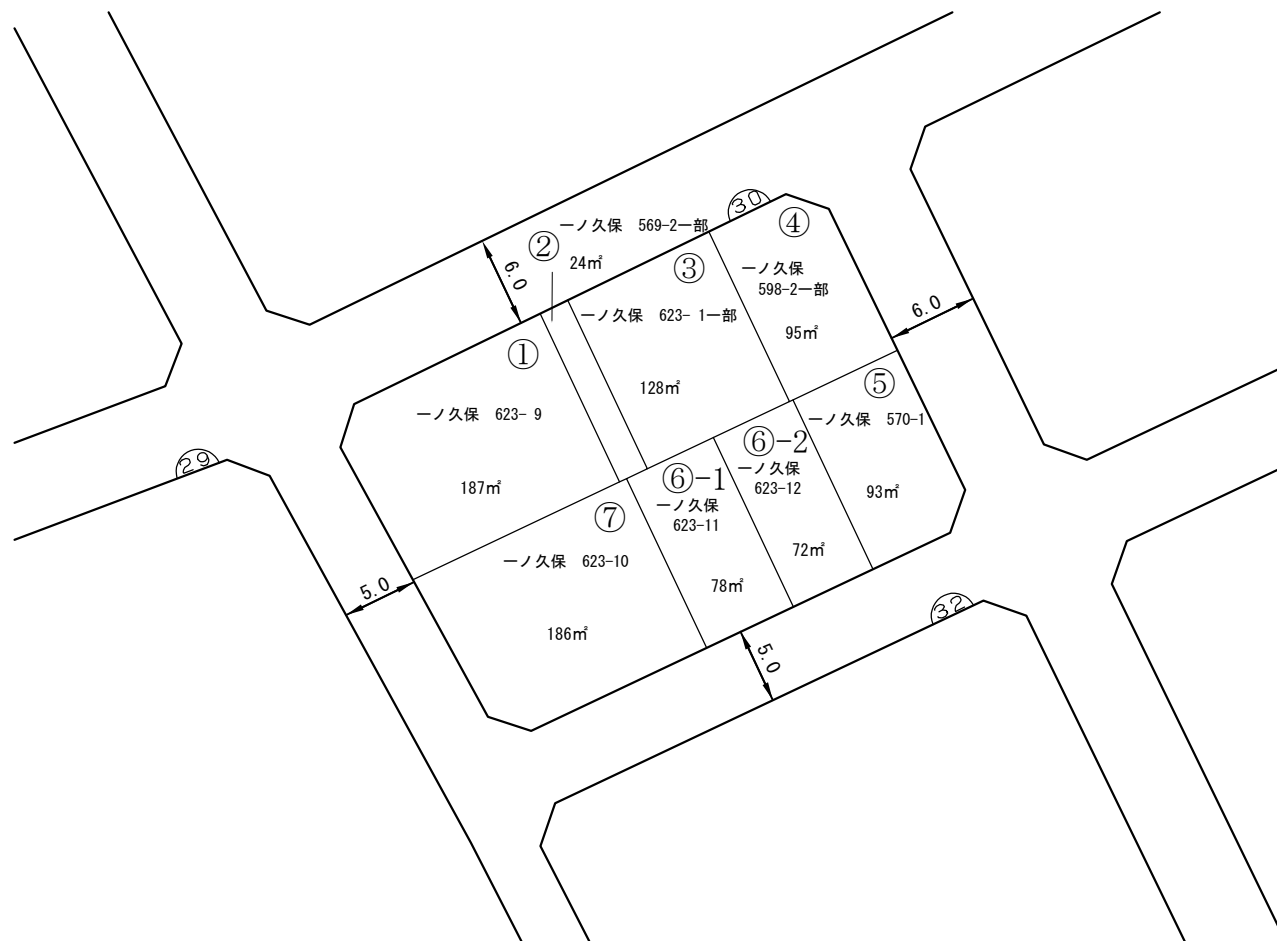 30
一ノ久保 569-2一部
②
24㎡
④
6.0
③
一ノ久保
598-2一部
95㎡
6.0
一ノ久保 623- 1一部
128㎡
①
一ノ久保 623- 9
187㎡
⑤
一ノ久保 570-1
93㎡
⑥-2
一ノ久保
623-12
72㎡
29
⑥-1
一ノ久保
623-11
78㎡
⑦
一ノ久保 623-10
186㎡
5.0
32
5.0